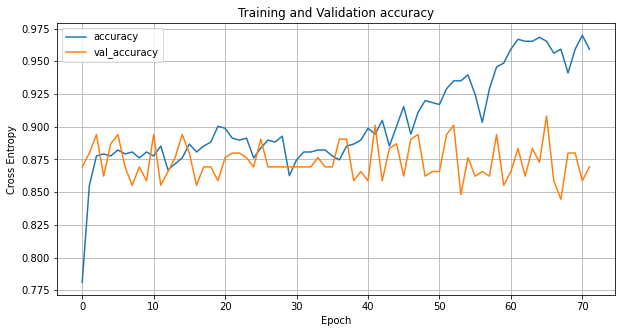 Training and Validation accuracy
accuracy
val_accuracy
0.975
0.950
0.925
0.900
0.875
0.850
0.825
0.800
0.775
Cross Entropy
0 10 20 30 40 50 60 70
Epoch